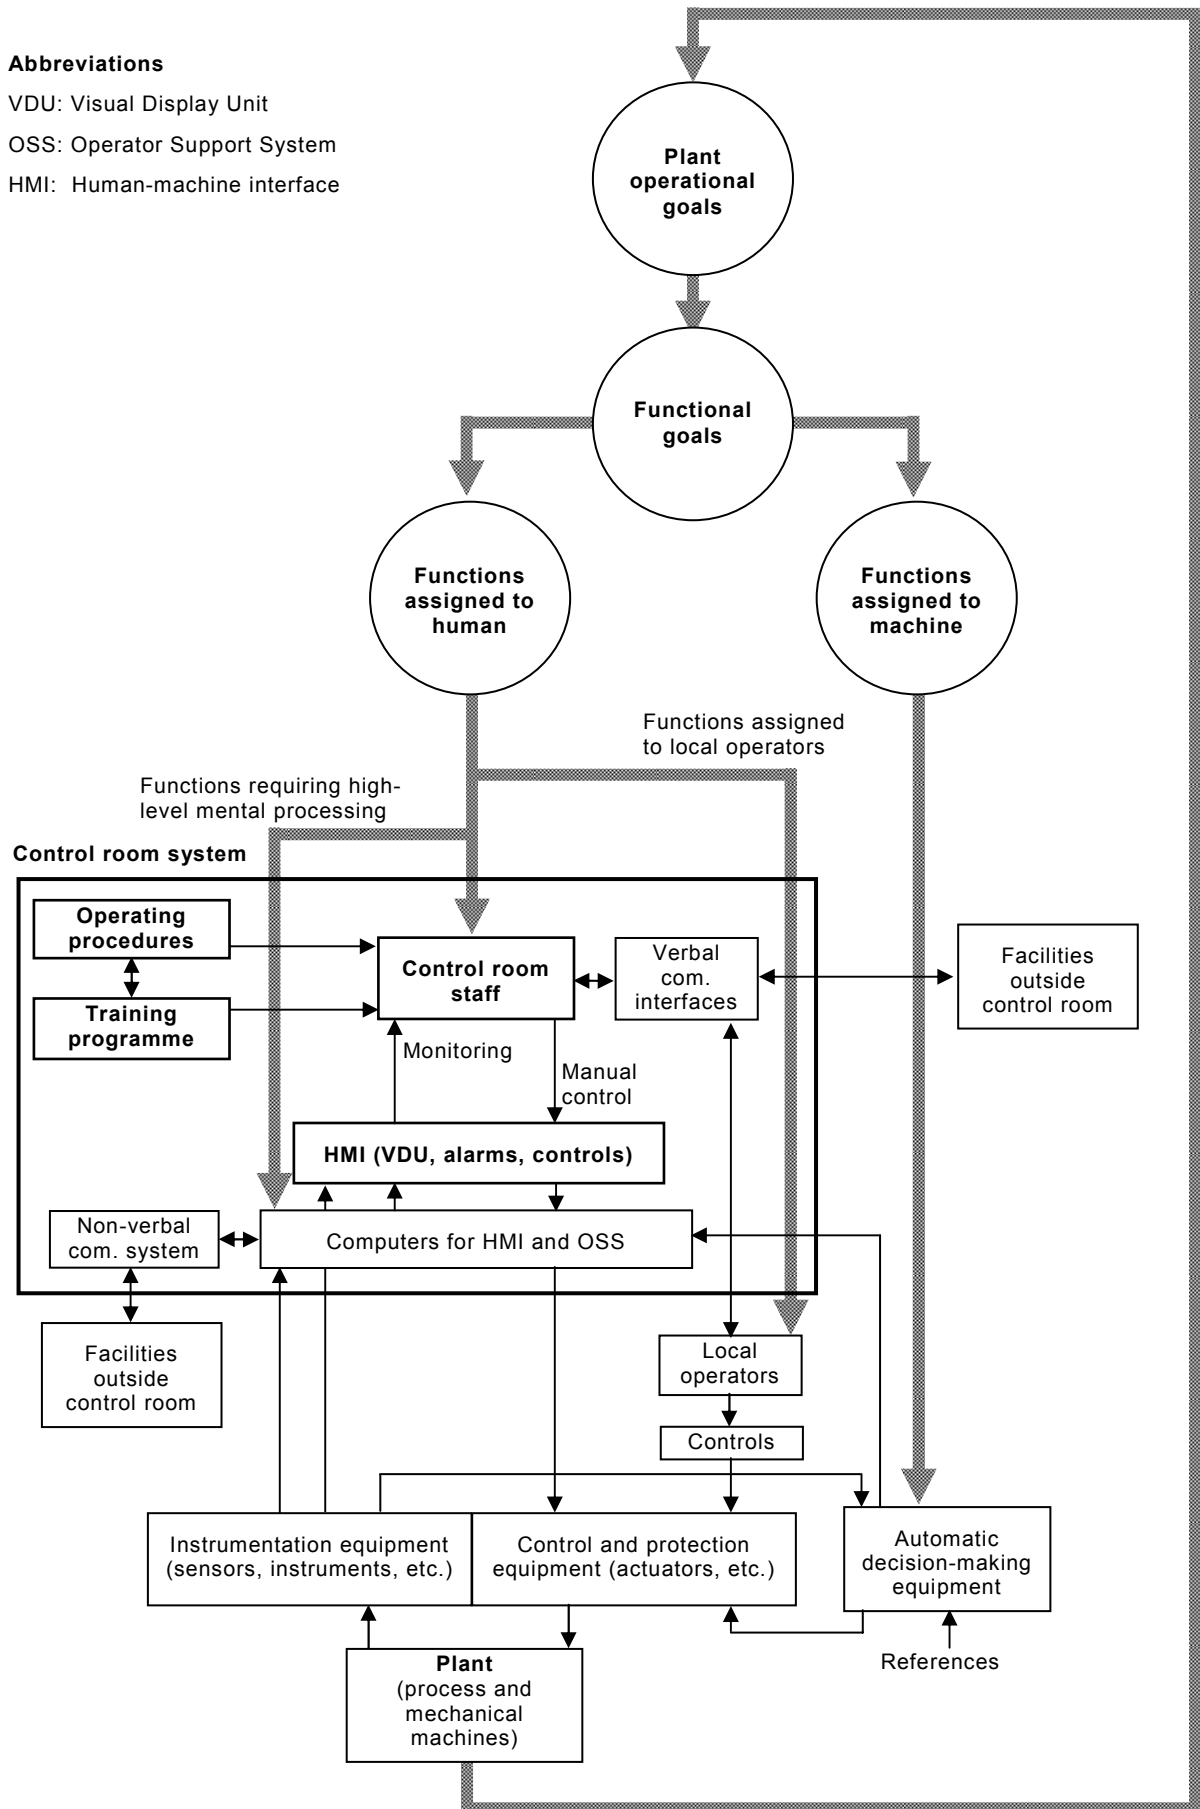 Abbreviations
VDU: Visual Display Unit
OSS: Operator Support System
HMI: Human-machine interface
Plant
operational
goals
Functional
goals
Functions
assigned to
human
Functions
assigned to
machine
Functions assigned
to local operators
Functions requiring high-
level mental processing
Control room system
Operating
procedures
Training
programme
Control room
staff
Verbal
com.
interfaces
Facilities
outside
control room
Monitoring
Manual
control
HMI (VDU, alarms, controls)
Non-verbal
com. system
Computers for HMI and OSS
Facilities
outside
control room
Local
operators
Controls
Instrumentation equipment
(sensors, instruments, etc.)
Control and protection
equipment (actuators, etc.)
Automatic
decision-making
equipment
References
Plant
(process and
mechanical
machines)